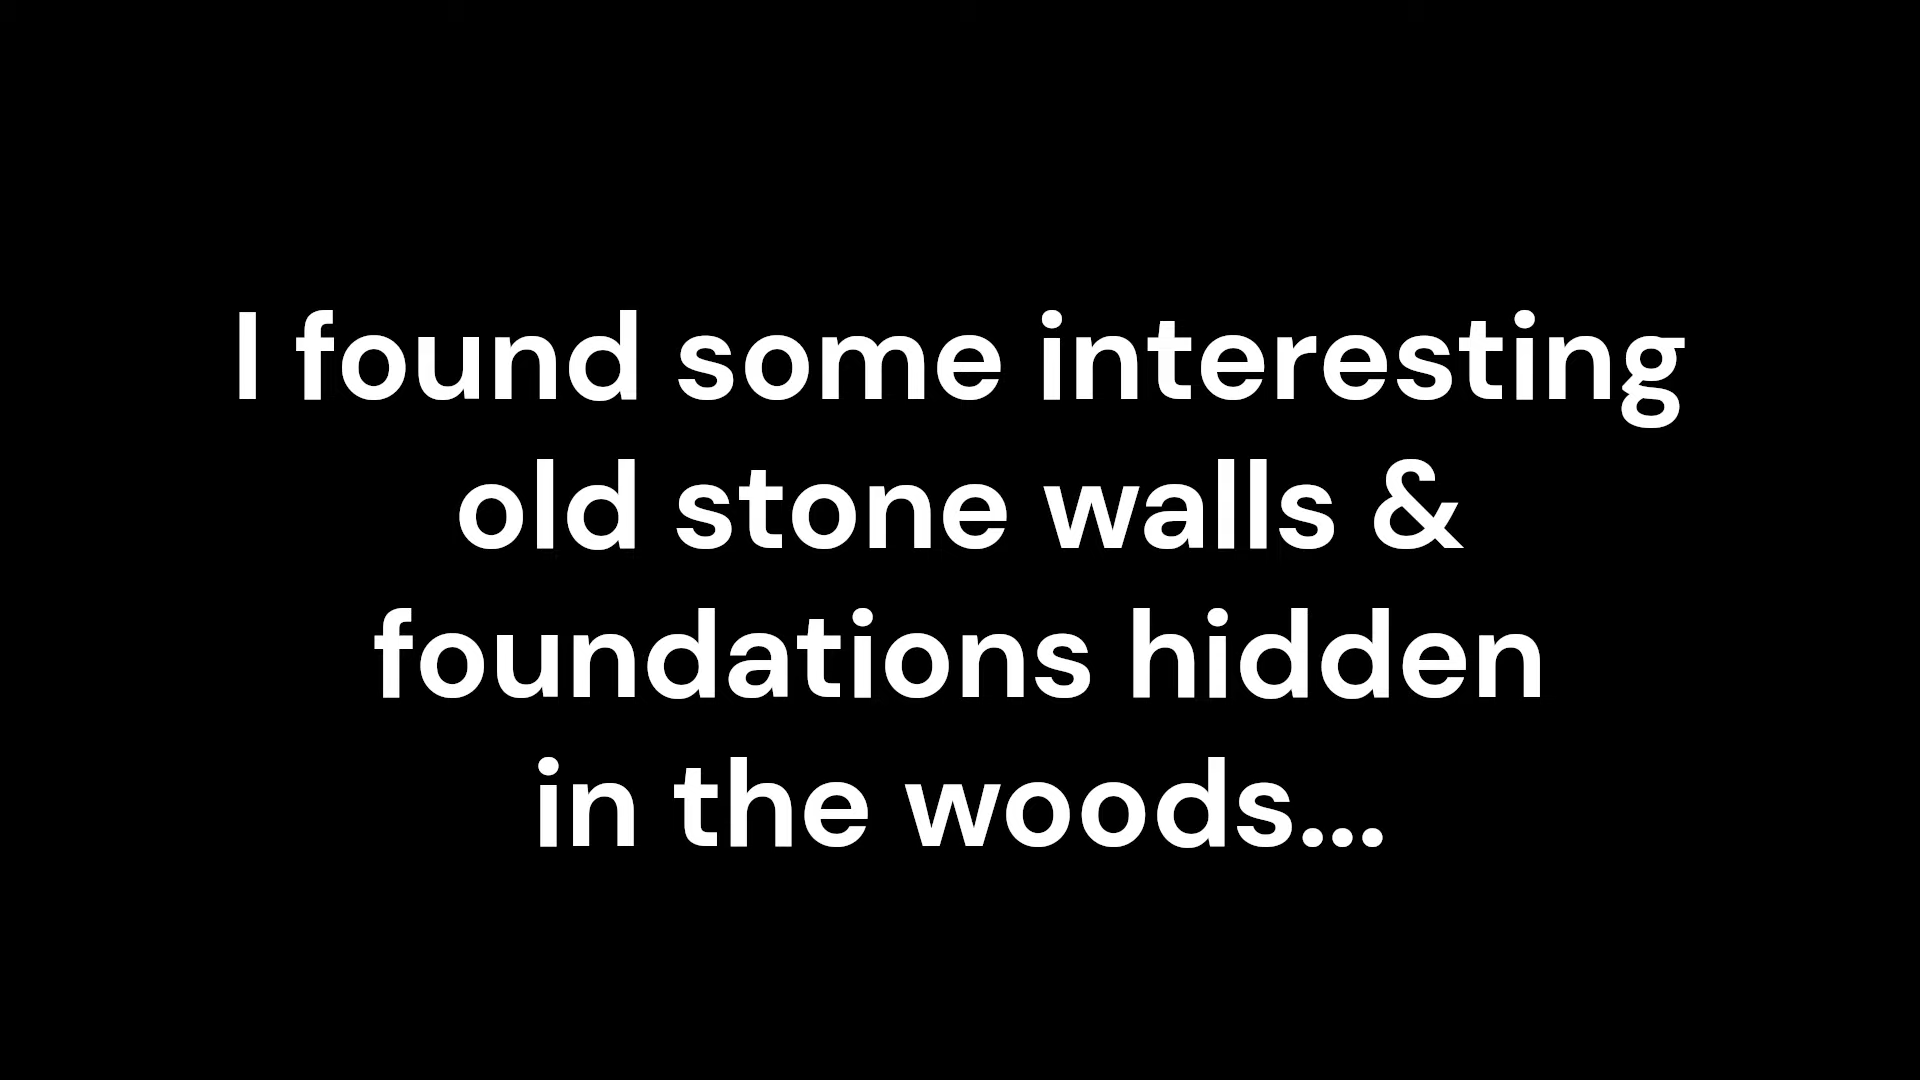 I found some interesting
old stone walls &
foundations hidden
in the woods...